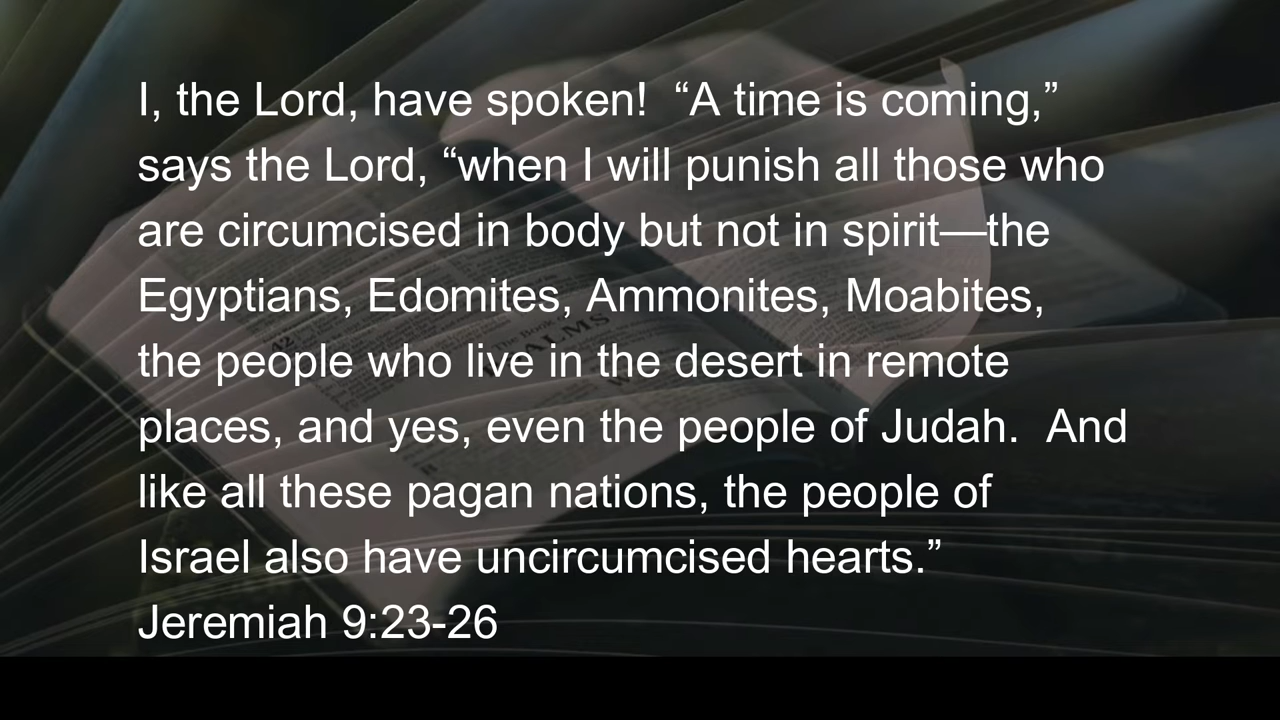 I, the Lord, have spoken!  “A time is coming,”
says the Lord, “when I will punish all those who
are circumcised in body but not in spirit—the
Egyptians, Edomites, Ammonites, Moabites,
the people who live in the desert in remote
places, and yes, even the people of Judah.  And
like all these pagan nations, the people of
Israel also have uncircumcised hearts.”
Jeremiah 9:23-26
42
The Book